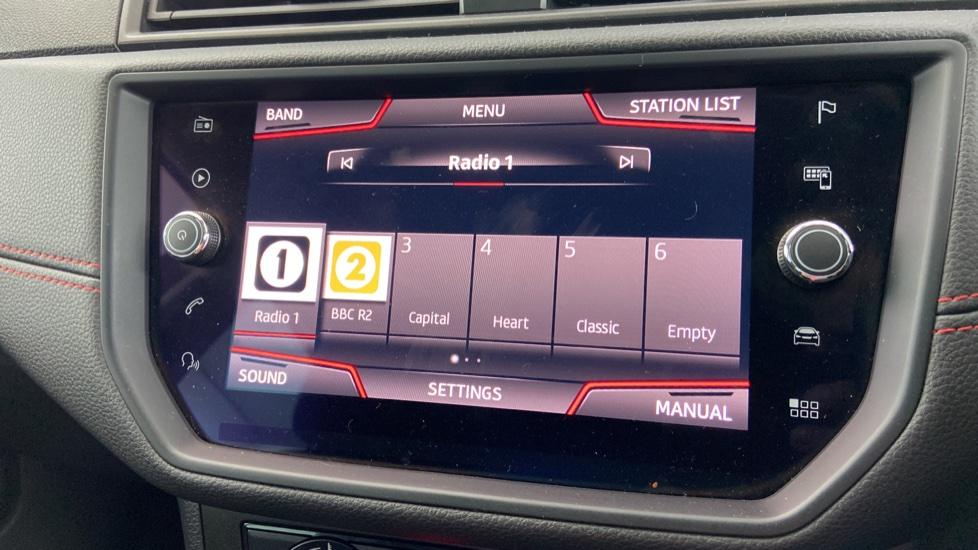 BAND MENU STATION LIST
Radio 1
1 2 3 4 5 6
Radio 1 BBC R2 Capital Heart Classic Empty
SOUND SETTINGS MANUAL